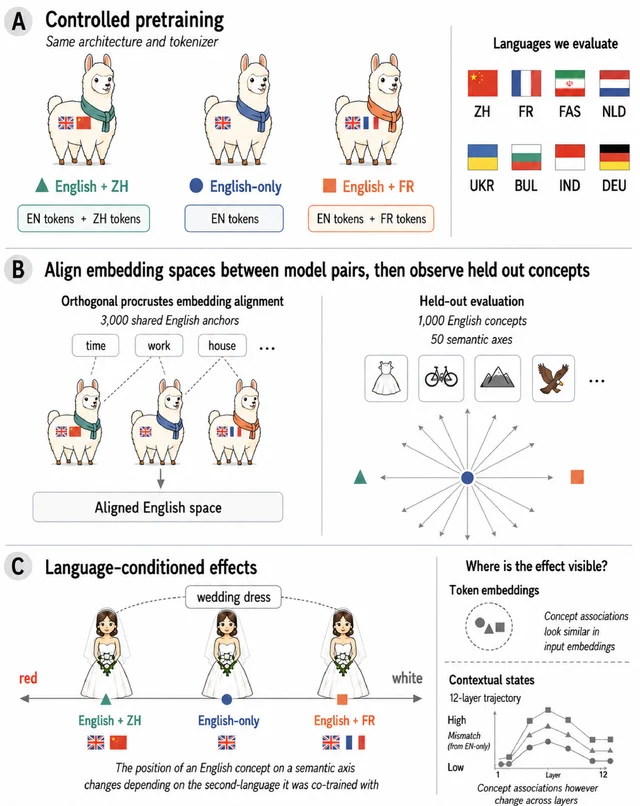 A Controlled pretraining
Same architecture and tokenizer
English + ZH
English-only
English + FR
EN tokens + ZH tokens
EN tokens
EN tokens + FR tokens
Languages we evaluate
ZH FR FAS NLD
UKR BUL IND DEU
B Align embedding spaces between model pairs, then observe held out concepts
Orthogonal procrustes embedding alignment
3,000 shared English anchors
time work house ...
Aligned English space
Held-out evaluation
1,000 English concepts
50 semantic axes
...
C Language-conditioned effects
wedding dress
red
white
English + ZH
English-only
English + FR
The position of an English concept on a semantic axis
changes depending on the second-language it was co-trained with
Where is the effect visible?
Token embeddings
Concept associations
look similar in
input embeddings
Contextual states
12-layer trajectory
High
Mismatch
(from EN-only)
Low
1 Layer 12
Concept associations however
change across layers